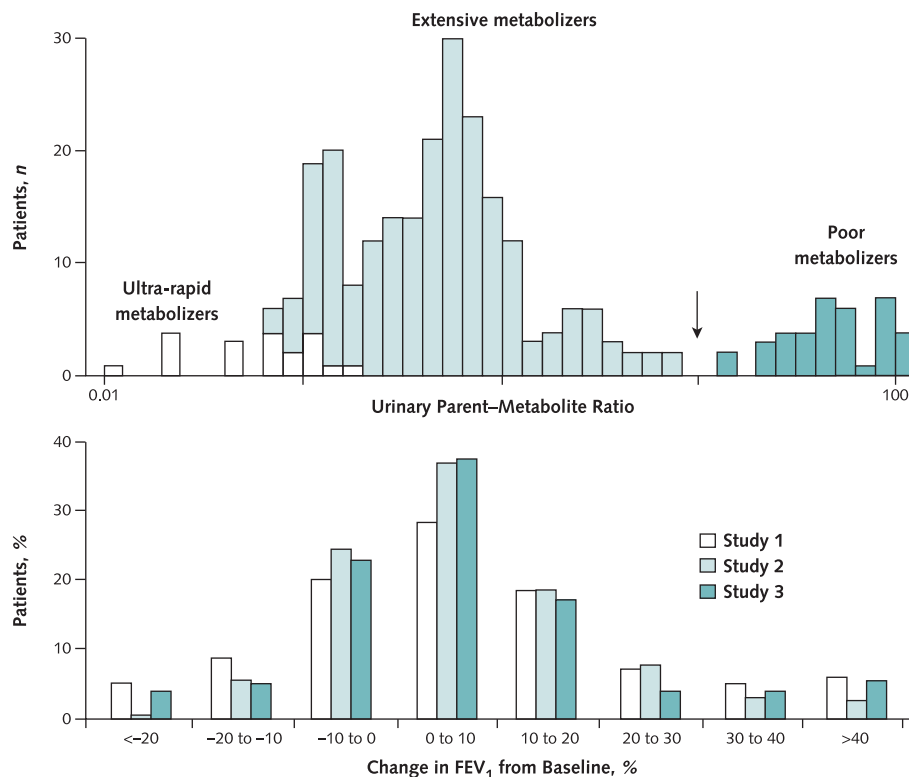 Extensive metabolizers
30
20
10
0
Patients, n
Ultra-rapid
metabolizers
Poor
metabolizers
0.01
100
Urinary Parent–Metabolite Ratio
40
30
20
10
0
Patients, %
Study 1
Study 2
Study 3
<–20
–20 to –10
–10 to 0
0 to 10
10 to 20
20 to 30
30 to 40
>40
Change in FEV₁ from Baseline, %